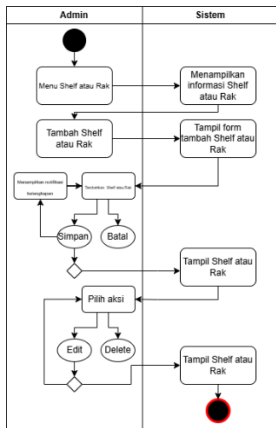 Admin
Sistem
Menu Shelf atau Rak
Menampilkan
informasi Shelf
atau Rak
Tambah Shelf
atau Rak
Tampil form
tambah Shelf atau
Rak
Menampilkan notifikasi
Tambahkan Shelf atau Rak
Simpan
Batal
Tampil Shelf atau
Rak
Pilih aksi
Edit
Delete
Tampil Shelf atau
Rak